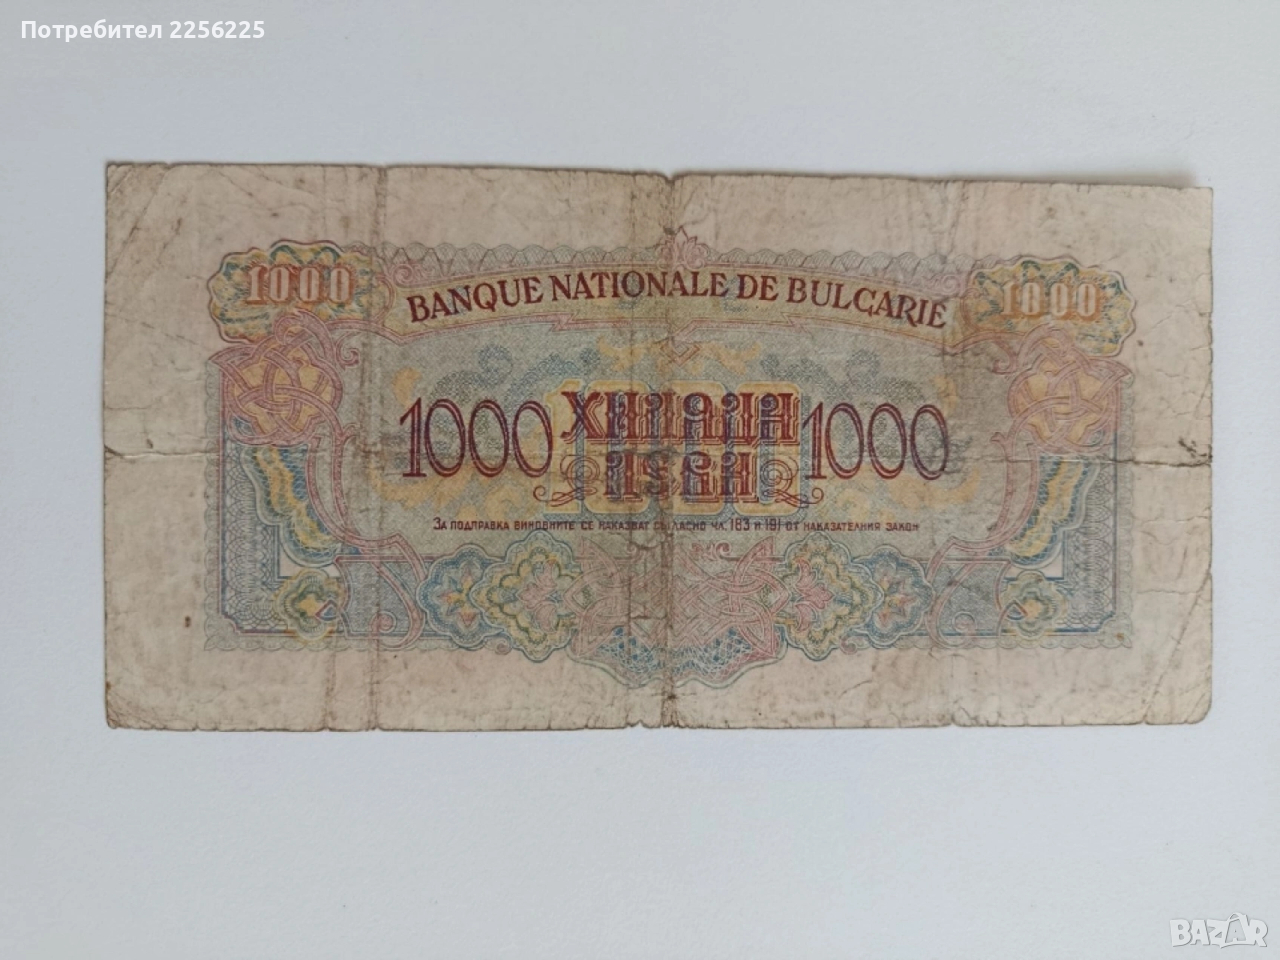 Потребител 2256225
1000 1000
BANQUE NATIONALE DE BULGARIE
1000 ХИЛЯДИ 1000
ЛЕВА
ЗА ПОДПРАВКА ВИНОВНИТЕ СЕ НАКАЗВАТ СЪГЛАСНО ЧЛ. 183 И 191 ОТ НАКАЗАТЕЛНИЯ ЗАКОН
BAZAR